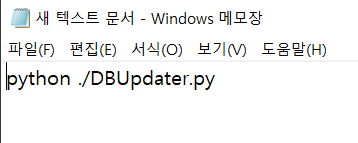 새 텍스트 문서 - Windows 메모장
파일(F) 편집(E) 서식(O) 보기(V) 도움말(H)
python ./DBUpdater.py